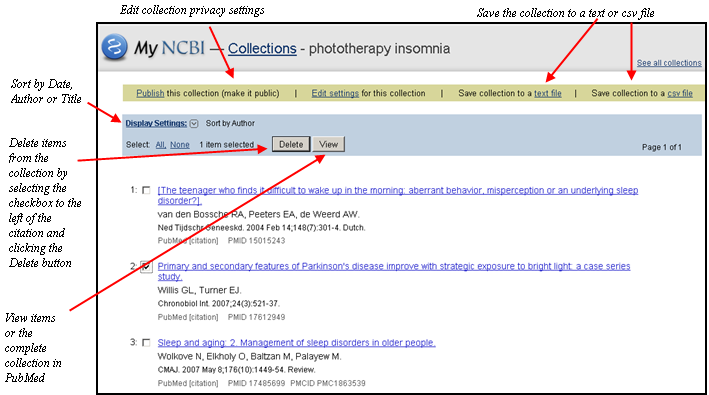 Edit collection privacy settings
Save the collection to a text or csv file
My NCBI — Collections - phototherapy insomnia
See all collections
Sort by Date,
Author or Title
Publish this collection (make it public) | Edit settings for this collection | Save collection to a text file | Save collection to a csv file
Display Settings: Sort by Author
Select: All, None 1 item selected Delete View Page 1 of 1
Delete items
from the
collection by
selecting the
checkbox to the
left of the
citation and
clicking the
Delete button
1: [The teenager who finds it difficult to wake up in the morning: aberrant behavior, misperception or an underlying sleep
disorder?].
van den Bossche RA, Peeters EA, de Weerd AW.
Ned Tijdschr Geneeskd. 2004 Feb 14;148(7):301-4. Dutch.
PubMed [citation] PMID 15015243
2: Primary and secondary features of Parkinson's disease improve with strategic exposure to bright light: a case series
study.
Willis GL, Turner EJ.
Chronobiol Int. 2007;24(3):521-37.
PubMed [citation] PMID 17612949
View items
or the
complete
collection in
PubMed
3: Sleep and aging: 2. Management of sleep disorders in older people.
Wolkove N, Elkholy O, Baltzan M, Palayew M.
CMAJ. 2007 May 8;176(10):1449-54. Review.
PubMed [citation] PMID 17485699 PMCID PMC1863539